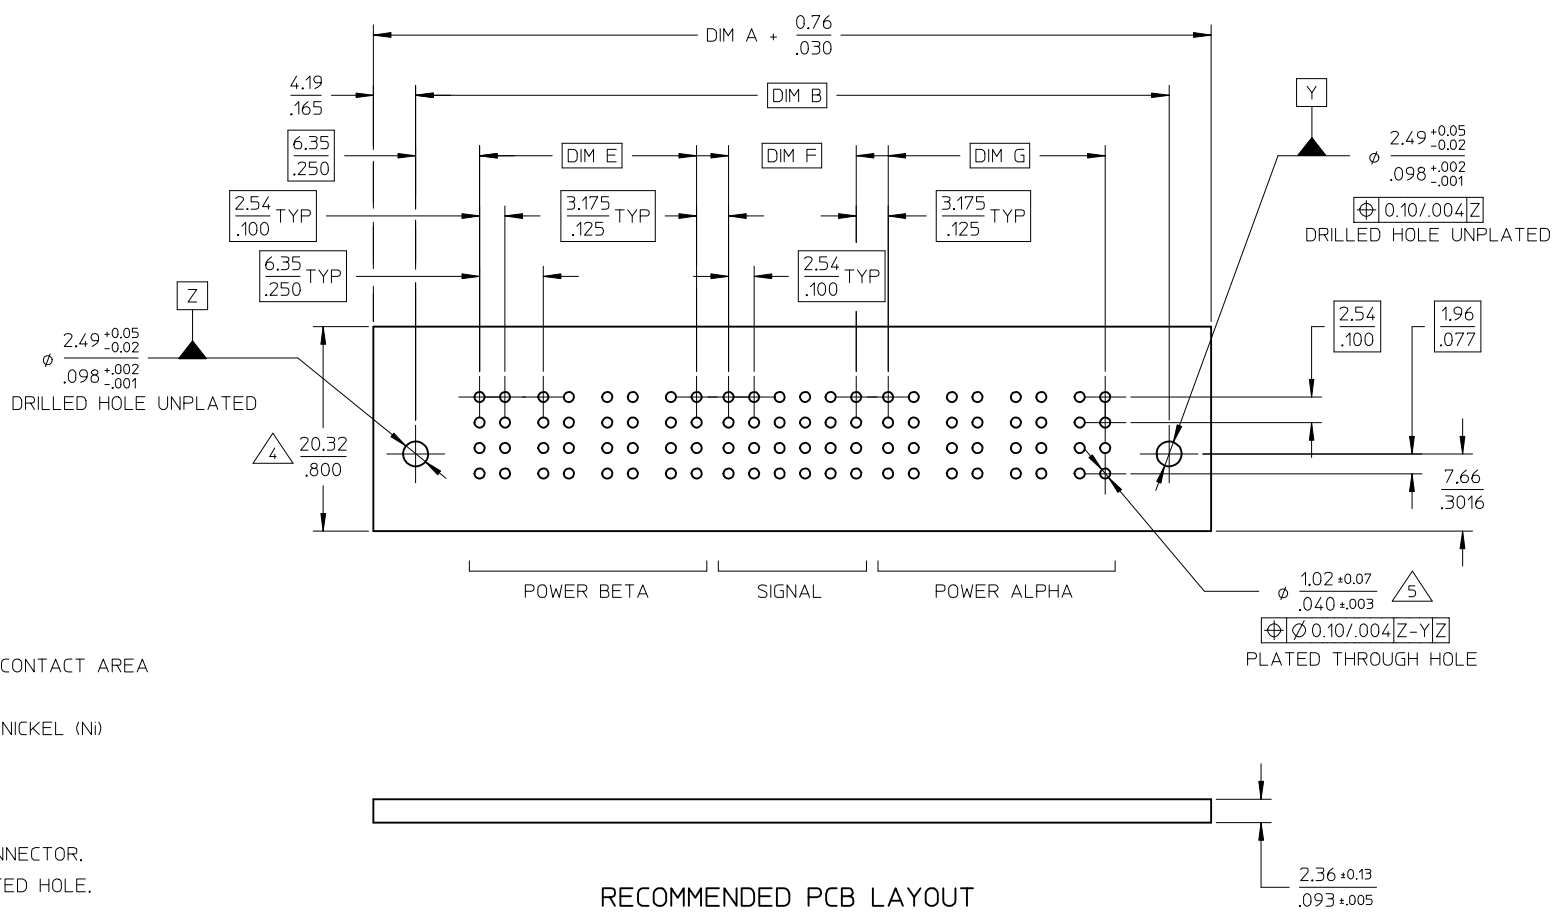 DIM A + 0.76
.030
4.19
.165
DIM B
Y
6.35
.250
DIM E
DIM F
DIM G
⌀ 2.49 +0.05 -0.02
.098 +.002 -.001
⌖ 0.10/.004 Z
DRILLED HOLE UNPLATED
2.54 TYP
.100
3.175 TYP
.125
3.175 TYP
.125
6.35 TYP
.250
2.54 TYP
.100
Z
2.54
.100
1.96
.077
⌀ 2.49 +0.05 -0.02
.098 +.002 -.001
DRILLED HOLE UNPLATED
4 20.32
.800
7.66
.3016
POWER BETA
SIGNAL
POWER ALPHA
⌀ 1.02 ±0.07 5
.040 ±.003
⌖ ⌀ 0.10/.004 Z-Y Z
PLATED THROUGH HOLE
CONTACT AREA
NICKEL (Ni)
NNECTOR.
TED HOLE.
RECOMMENDED PCB LAYOUT
2.36 ±0.13
.093 ±.005